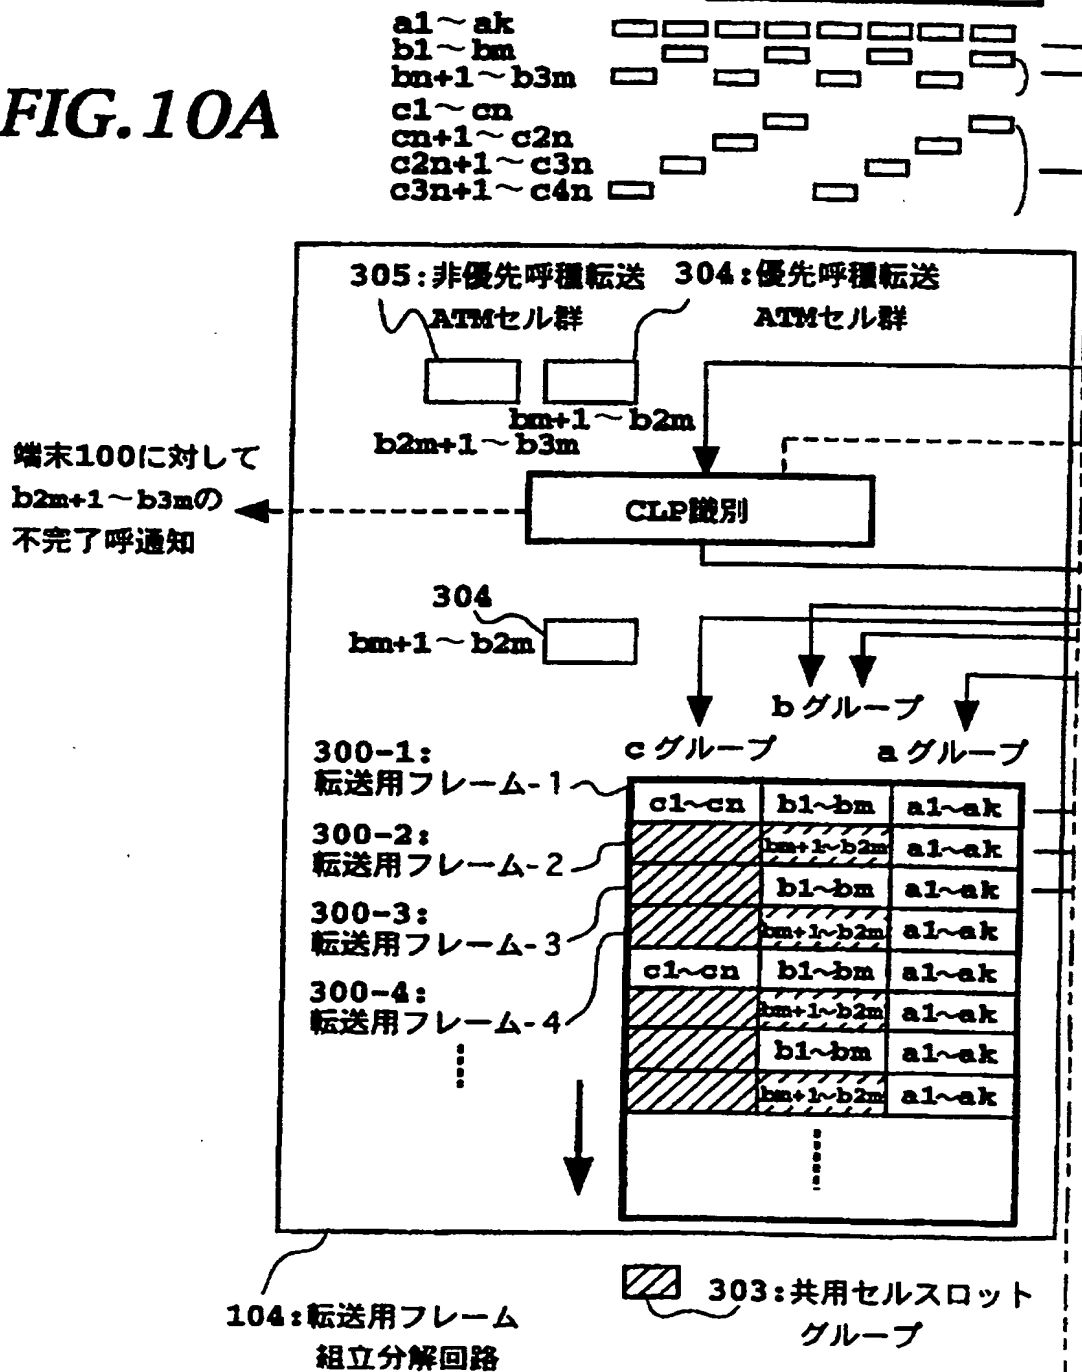 FIG.10A
a1～ak
b1～bm
bn+1～b3m
c1～cn
cn+1～c2n
c2n+1～c3n
c3n+1～c4n
305:非優先呼種転送
ATMセル群
304:優先呼種転送
ATMセル群
bm+1～b2m
b2m+1～b3m
端末100に対して
b2m+1～b3mの
不完了呼通知
CLP識別
304
bm+1～b2m
bグループ
cグループ
aグループ
300-1:
転送用フレーム-1
300-2:
転送用フレーム-2
300-3:
転送用フレーム-3
300-4:
転送用フレーム-4
c1~cn b1~bm a1~ak
bm+1~b2m a1~ak
b1~bm a1~ak
bm+1~b2m a1~ak
c1~cn b1~bm a1~ak
bm+1~b2m a1~ak
b1~bm a1~ak
bm+1~b2m a1~ak
104:転送用フレーム
組立分解回路
303:共用セルスロット
グループ